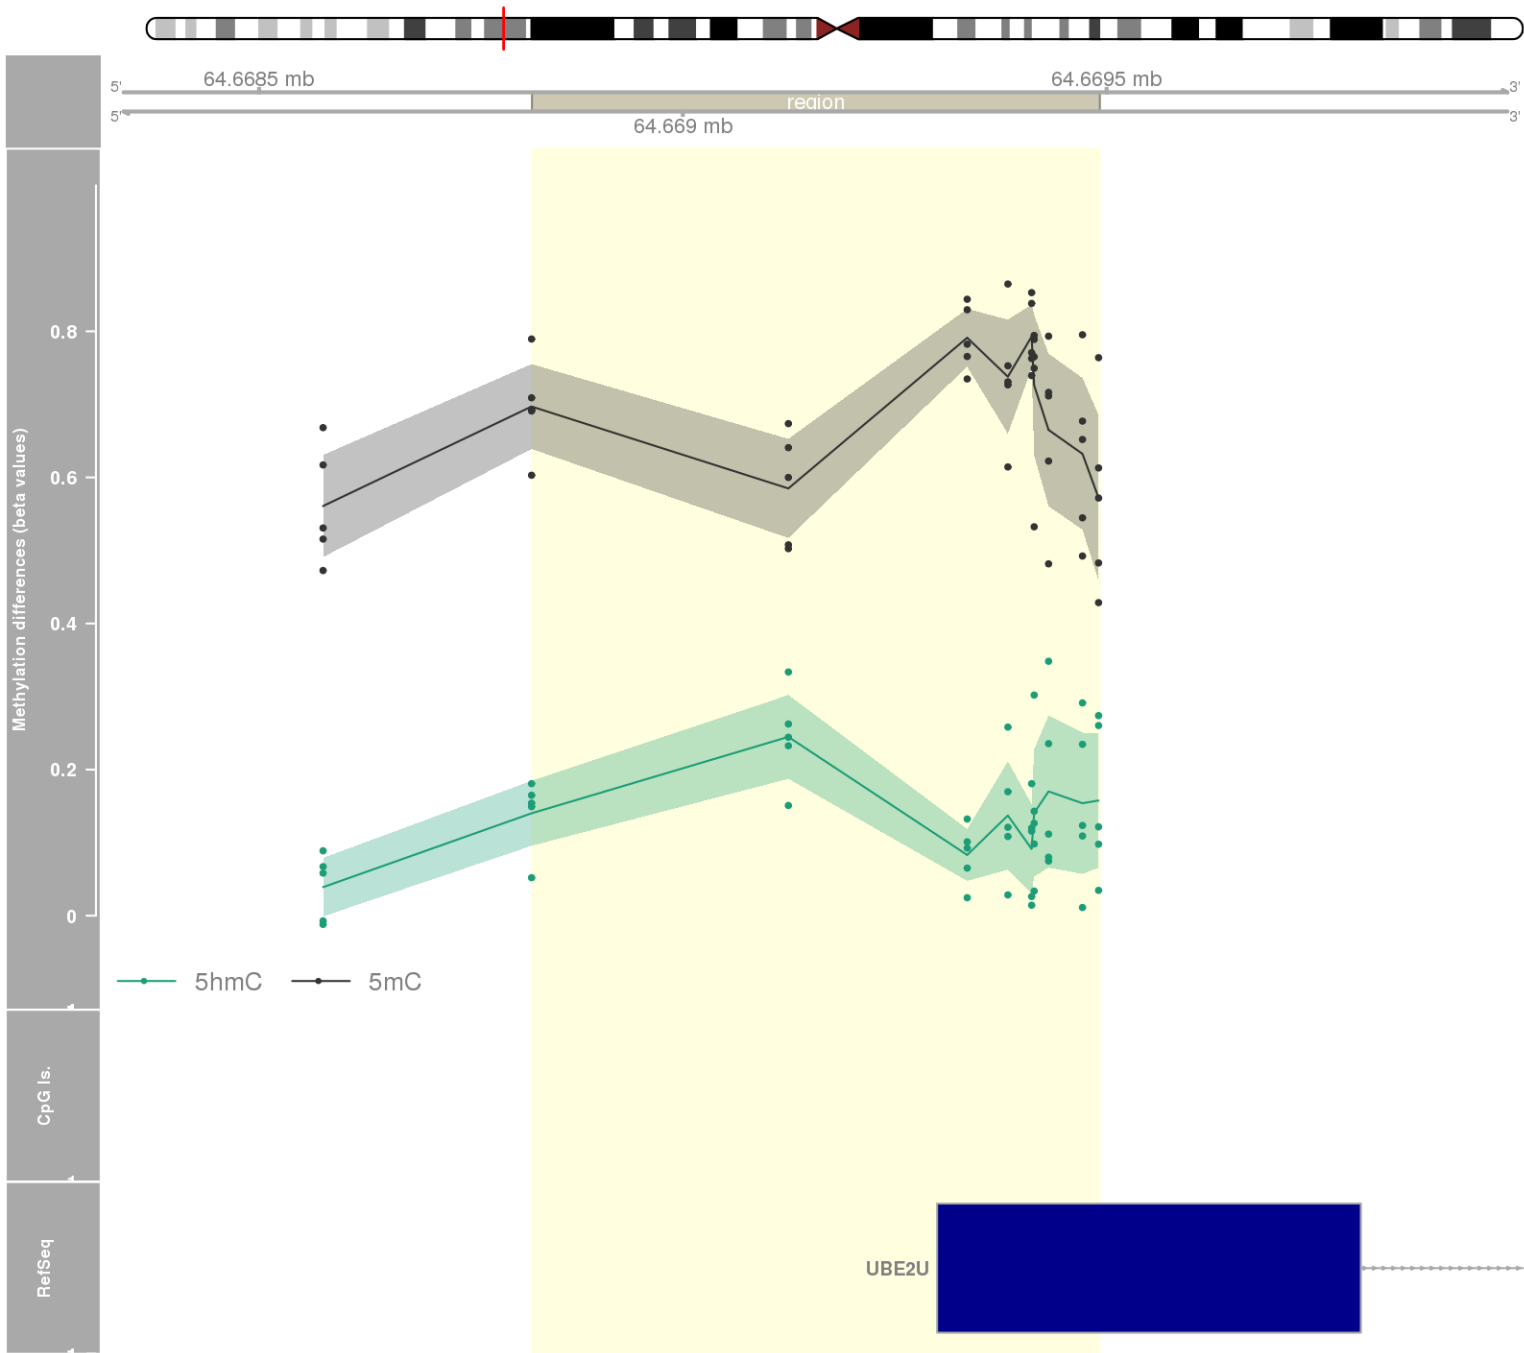 64.6685 mb
64.6695 mb
5'
3'
region
5'
3'
64.669 mb
Methylation differences (beta values)
0.8
0.6
0.4
0.2
0
5hmC
5mC
CpG Is.
RefSeq
UBE2U